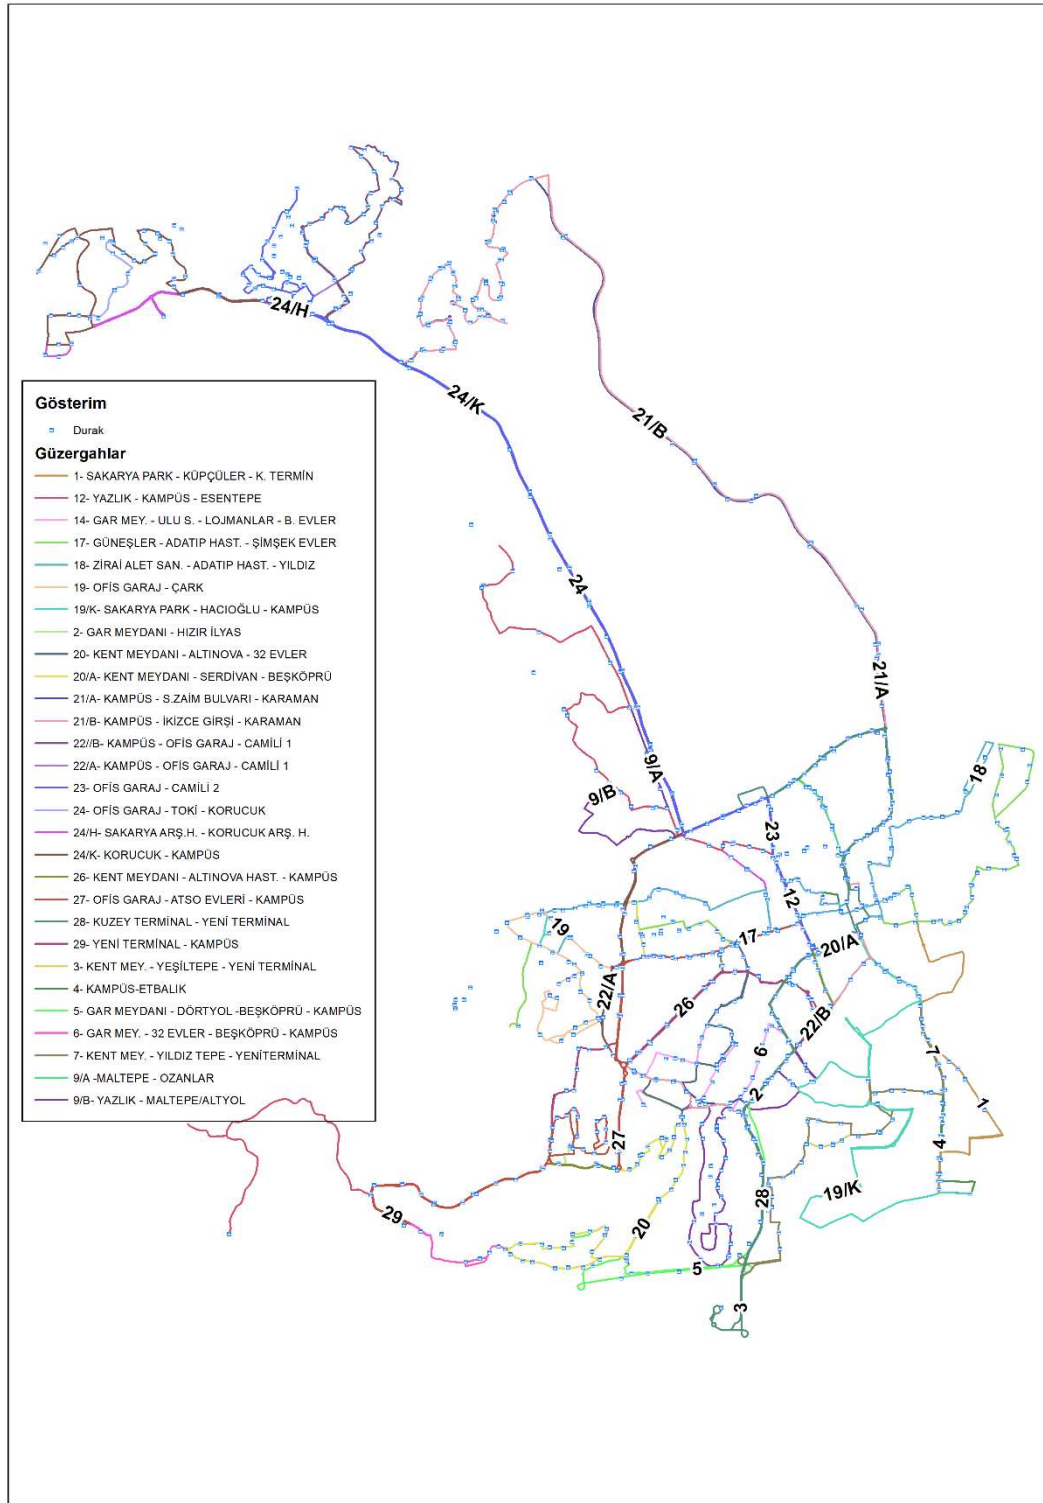 24/H
24/K
21/B
Gösterim
Durak
Güzergahlar
1- SAKARYA PARK - KÜPÇÜLER - K. TERMİN
12- YAZLIK - KAMPÜS - ESENTEPE
14- GAR MEY. - ULU S. - LOJMANLAR - B. EVLER
17- GÜNEŞLER - ADATIP HAST. - ŞİMŞEK EVLER
18- ZİRAİ ALET SAN. - ADATIP HAST. - YILDIZ
19- OFİS GARAJ - ÇARK
19/K- SAKARYA PARK - HACIOĞLU - KAMPÜS
2- GAR MEYDANI - HIZIR İLYAS
20- KENT MEYDANI - ALTINOVA - 32 EVLER
20/A- KENT MEYDANI - SERDİVAN - BEŞKÖPRÜ
21/A- KAMPÜS - S.ZAİM BULVARI - KARAMAN
21/B- KAMPÜS - İKİZCE GİRŞİ - KARAMAN
22//B- KAMPÜS - OFİS GARAJ - CAMİLİ 1
22/A- KAMPÜS - OFİS GARAJ - CAMİLİ 1
23- OFİS GARAJ - CAMİLİ 2
24- OFİS GARAJ - TOKİ - KORUCUK
24/H- SAKARYA ARŞ.H. - KORUCUK ARŞ. H.
24/K- KORUCUK - KAMPÜS
26- KENT MEYDANI - ALTINOVA HAST. - KAMPÜS
27- OFİS GARAJ - ATSO EVLERİ - KAMPÜS
28- KUZEY TERMİNAL - YENİ TERMİNAL
29- YENİ TERMİNAL - KAMPÜS
3- KENT MEY. - YEŞİLTEPE - YENİ TERMİNAL
4- KAMPÜS-ETBALIK
5- GAR MEYDANI - DÖRTYOL -BEŞKÖPRÜ - KAMPÜS
6- GAR MEY. - 32 EVLER - BEŞKÖPRÜ - KAMPÜS
7- KENT MEY. - YILDIZ TEPE - YENİTERMİNAL
9/A -MALTEPE - OZANLAR
9/B- YAZLIK - MALTEPE/ALTYOL
24
21/A
9/A
18
9/B
23
12
19
17
20/A
22/A
26
22/B
6
7
2
1
27
4
19/K
28
29
20
5
3